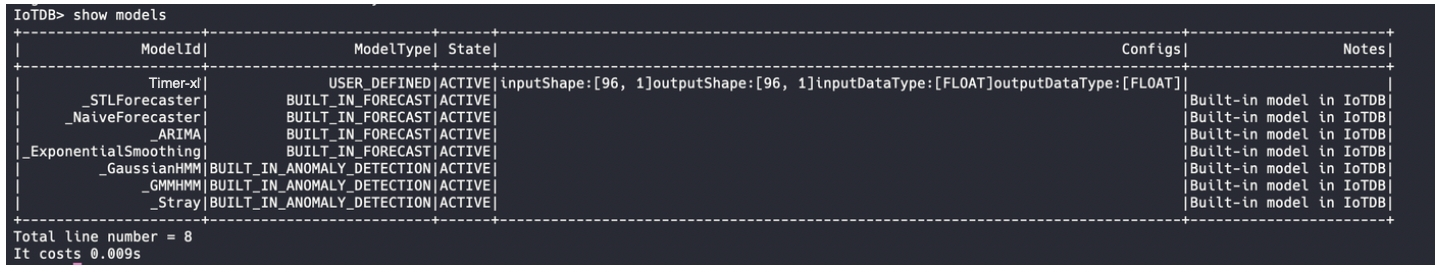 IoTDB> show models
+---------------------+--------------------------+------+------------------------------------------------------------------------------+-----------------------+
|              ModelId|                 ModelType| State|                                                                       Configs|                  Notes|
+---------------------+--------------------------+------+------------------------------------------------------------------------------+-----------------------+
|             Timer-xl|              USER_DEFINED|ACTIVE|inputShape:[96, 1]outputShape:[96, 1]inputDataType:[FLOAT]outputDataType:[FLOAT]|                       |
|       _STLForecaster|         BUILT_IN_FORECAST|ACTIVE|                                                                              |Built-in model in IoTDB|
|     _NaiveForecaster|         BUILT_IN_FORECAST|ACTIVE|                                                                              |Built-in model in IoTDB|
|               _ARIMA|         BUILT_IN_FORECAST|ACTIVE|                                                                              |Built-in model in IoTDB|
|_ExponentialSmoothing|         BUILT_IN_FORECAST|ACTIVE|                                                                              |Built-in model in IoTDB|
|         _GaussianHMM|BUILT_IN_ANOMALY_DETECTION|ACTIVE|                                                                              |Built-in model in IoTDB|
|              _GMMHMM|BUILT_IN_ANOMALY_DETECTION|ACTIVE|                                                                              |Built-in model in IoTDB|
|               _Stray|BUILT_IN_ANOMALY_DETECTION|ACTIVE|                                                                              |Built-in model in IoTDB|
+---------------------+--------------------------+------+------------------------------------------------------------------------------+-----------------------+
Total line number = 8
It costs 0.009s